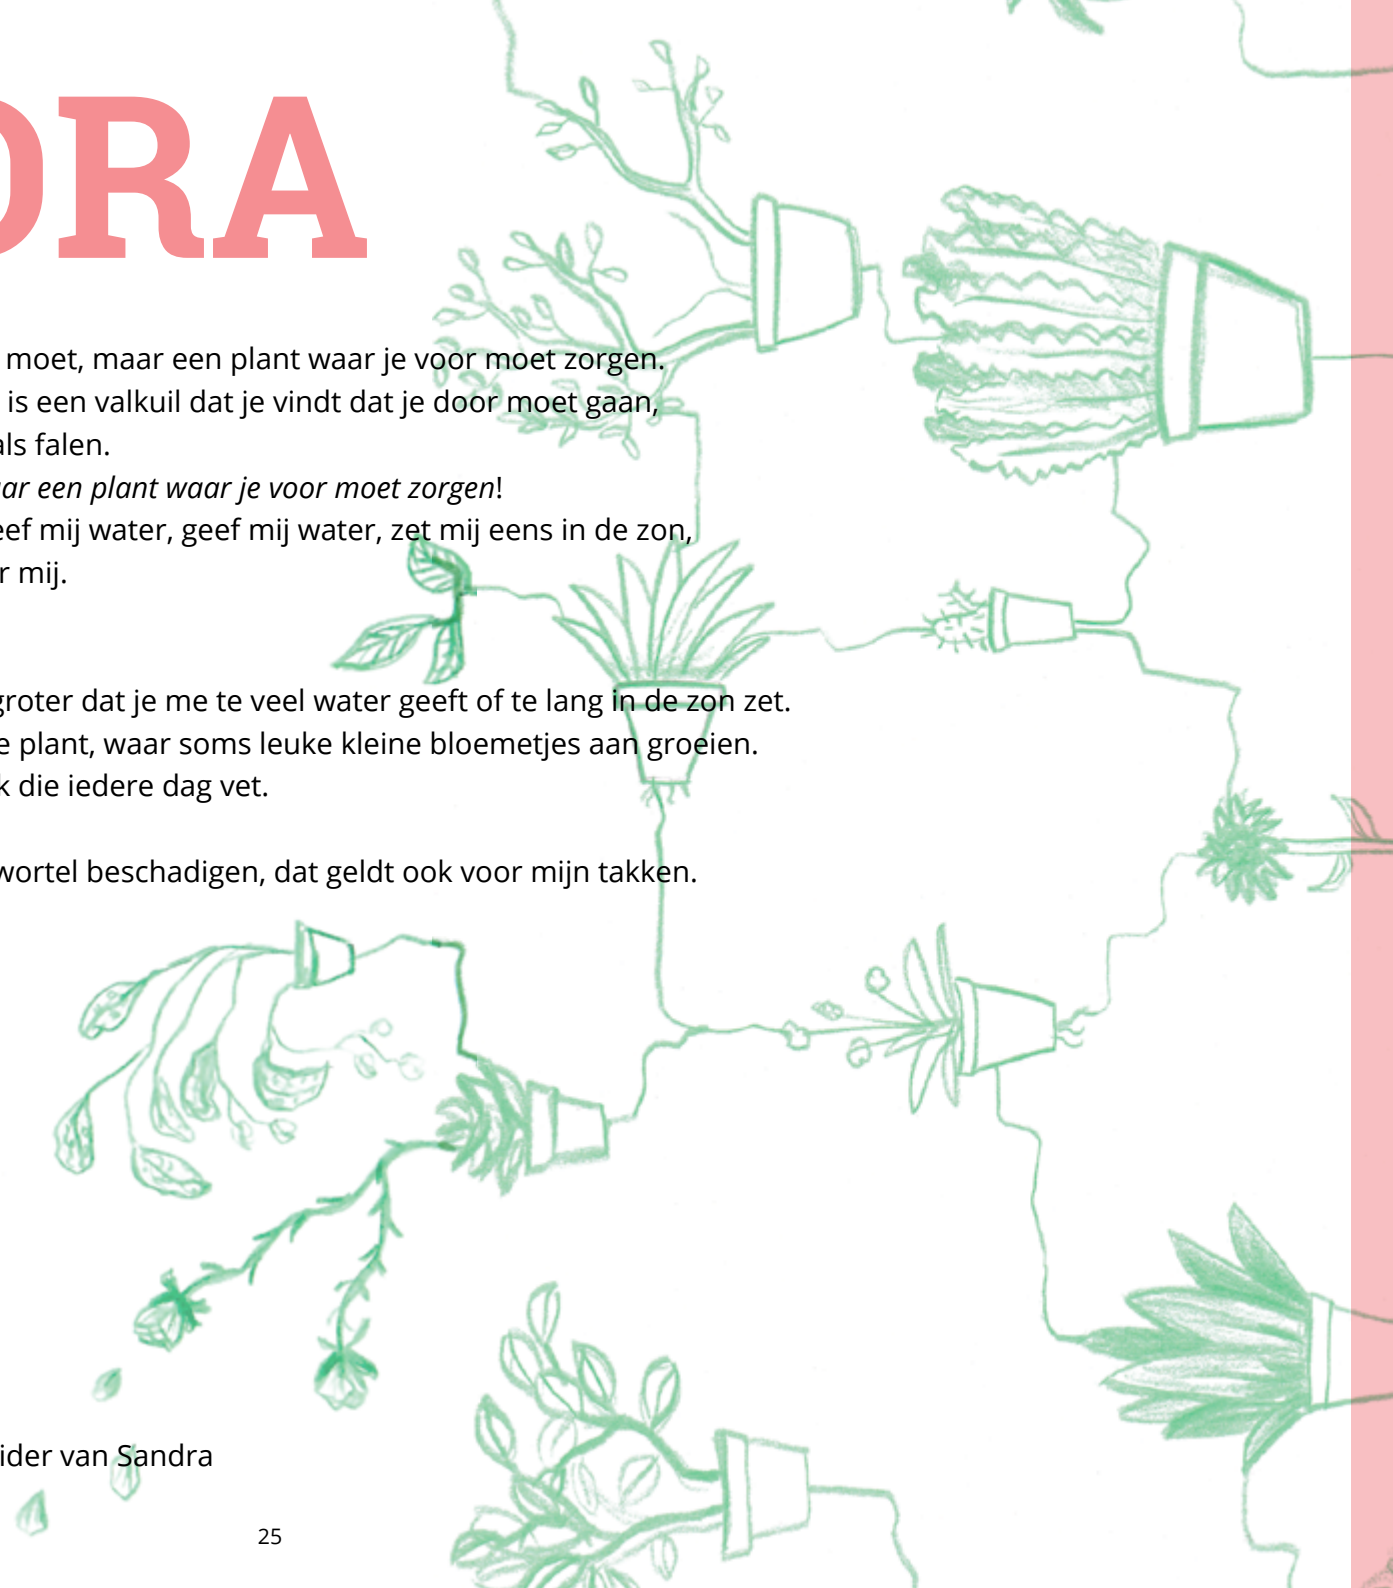 DRA
moet, maar een plant waar je voor moet zorgen.
is een valkuil dat je vindt dat je door moet gaan,
als falen.
ar een plant waar je voor moet zorgen!
eef mij water, geef mij water, zet mij eens in de zon,
r mij.
groter dat je me te veel water geeft of te lang in de zon zet.
e plant, waar soms leuke kleine bloemetjes aan groeien.
k die iedere dag vet.
wortel beschadigen, dat geldt ook voor mijn takken.
ider van Sandra
25